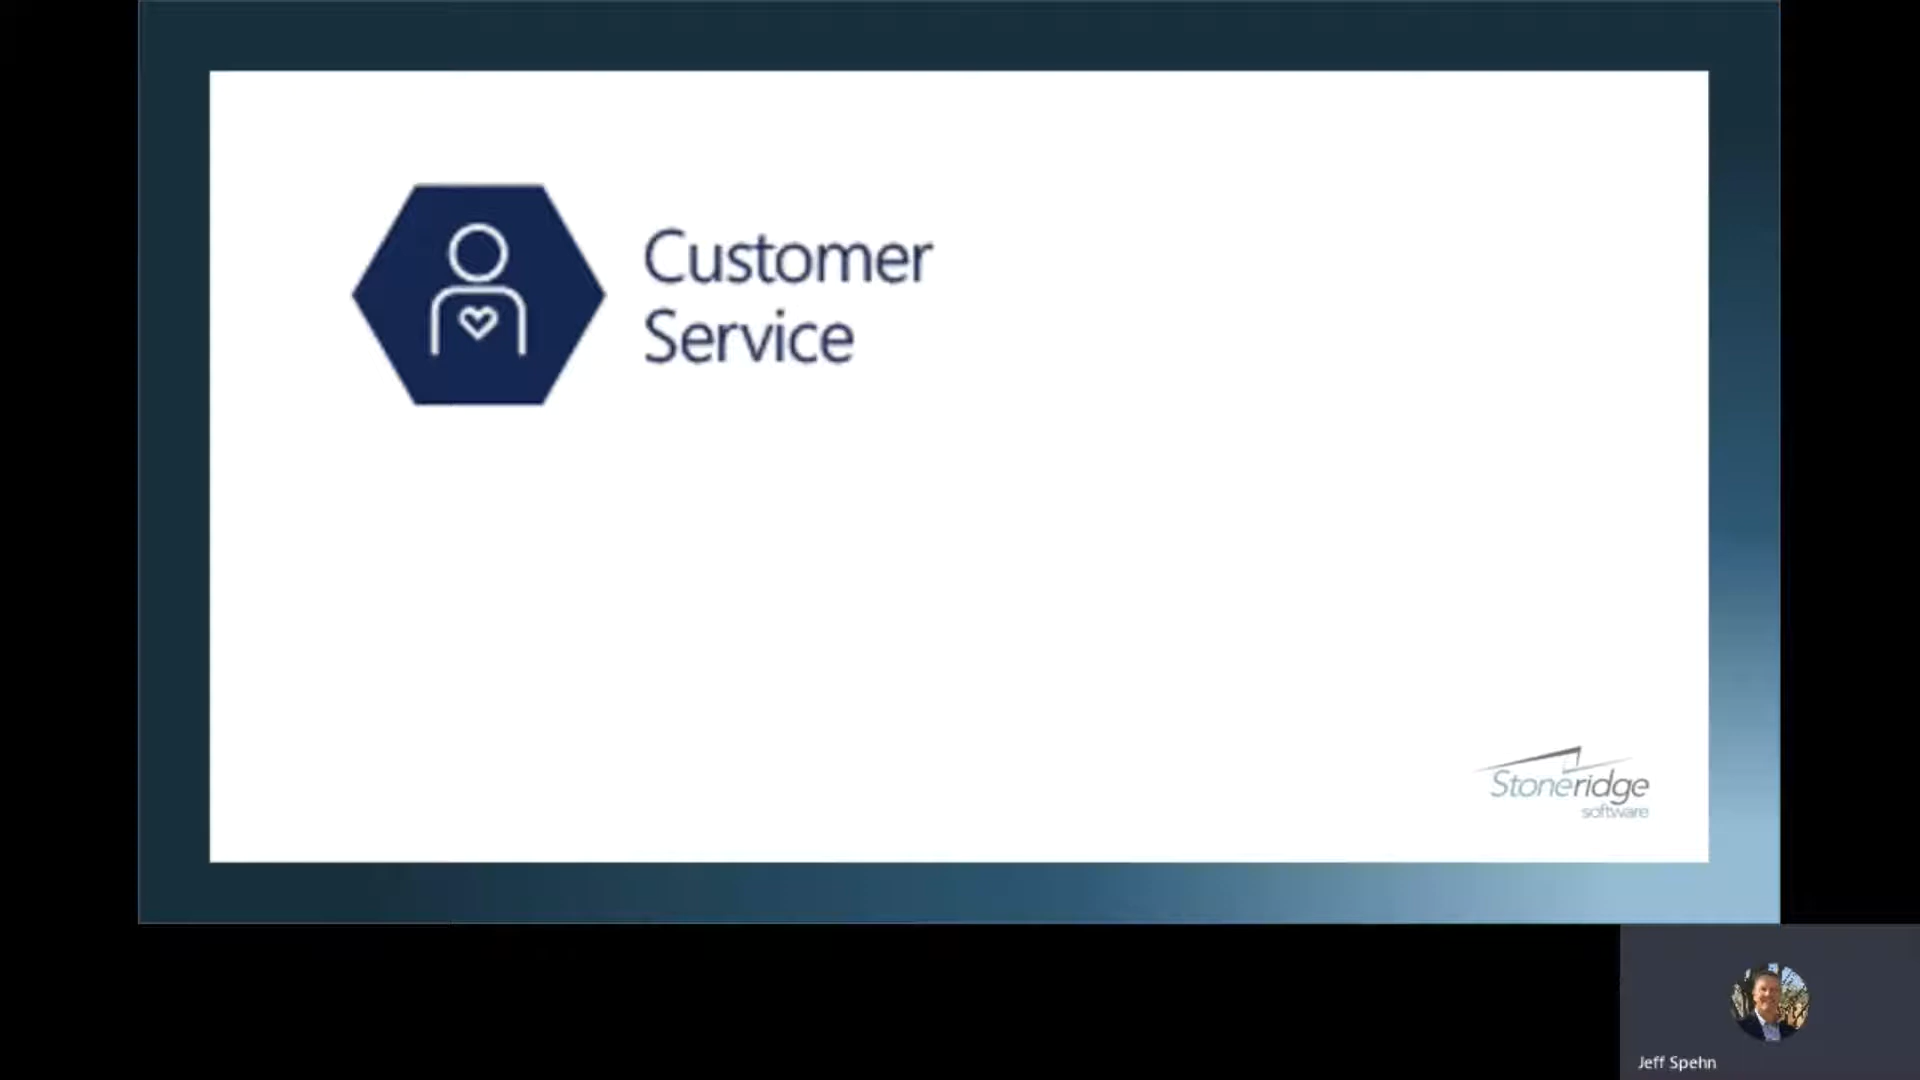 Customer
Service
Stoneridge
software
Jeff Spehn